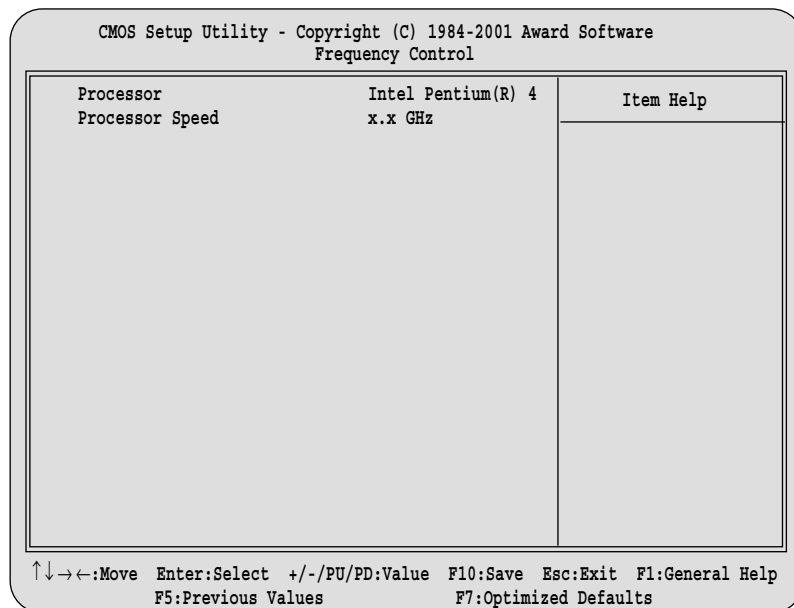 CMOS Setup Utility - Copyright (C) 1984-2001 Award Software
Frequency Control
Processor Intel Pentium(R) 4
Processor Speed x.x GHz
Item Help
↑↓→←:Move Enter:Select +/-/PU/PD:Value F10:Save Esc:Exit F1:General Help
F5:Previous Values F7:Optimized Defaults